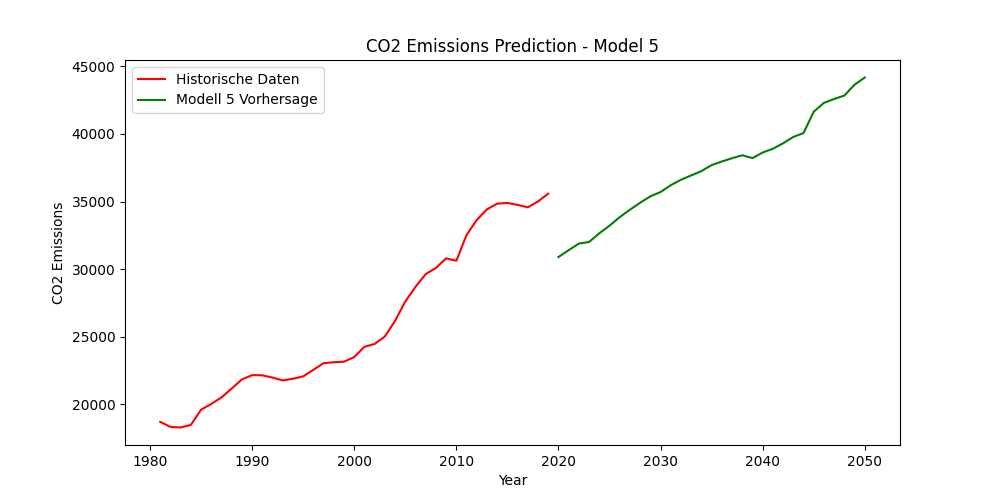 CO2 Emissions Prediction - Model 5
Historische Daten
Modell 5 Vorhersage
CO2 Emissions
45000
40000
35000
30000
25000
20000
1980 1990 2000 2010 2020 2030 2040 2050
Year